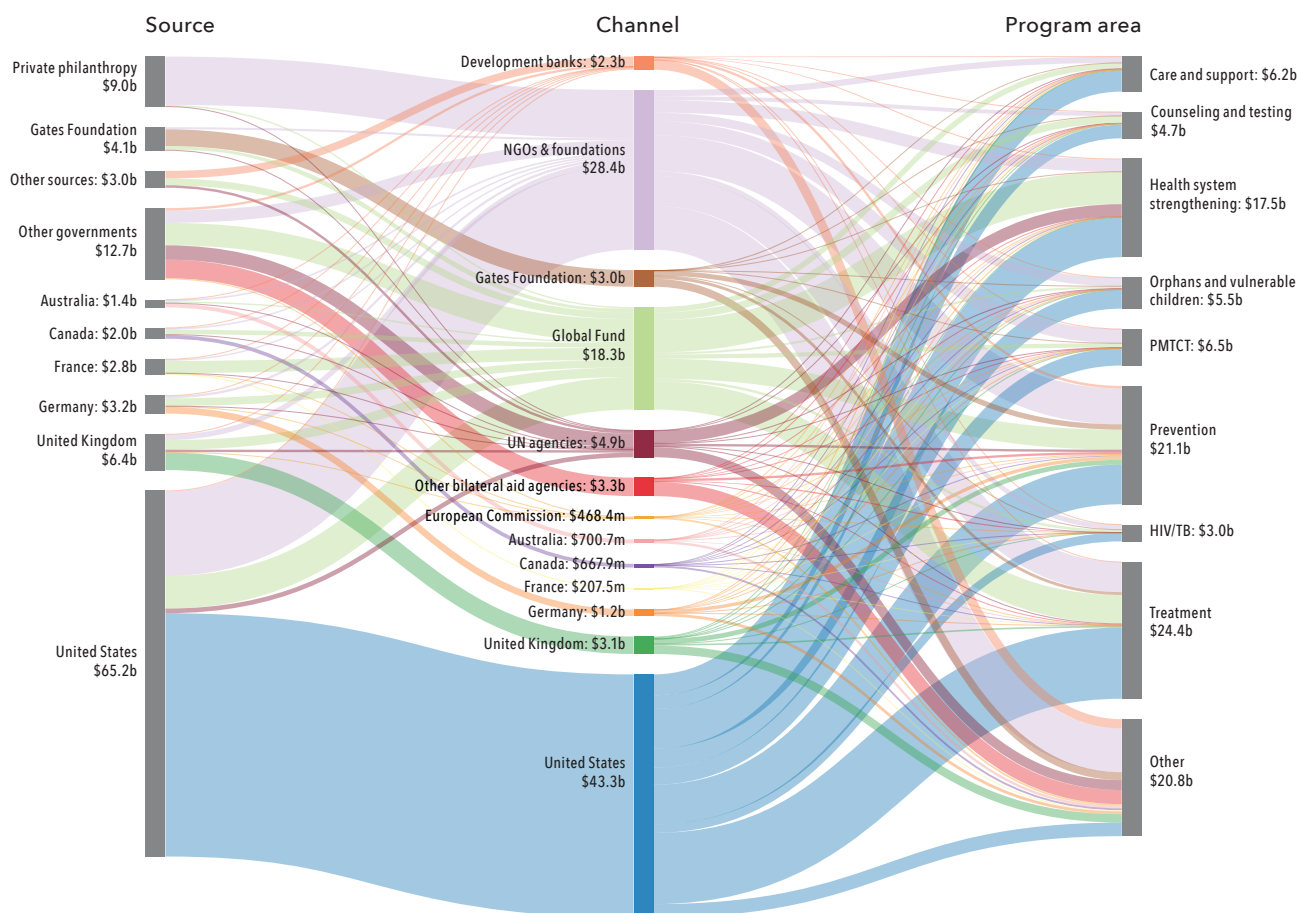 Source
Channel
Program area
Private philanthropy
$9.0b
Gates Foundation
$4.1b
Other sources: $3.0b
Other governments
$12.7b
Australia: $1.4b
Canada: $2.0b
France: $2.8b
Germany: $3.2b
United Kingdom
$6.4b
United States
$65.2b
Development banks: $2.3b
NGOs & foundations
$28.4b
Gates Foundation: $3.0b
Global Fund
$18.3b
UN agencies: $4.9b
Other bilateral aid agencies: $3.3b
European Commission: $468.4m
Australia: $700.7m
Canada: $667.9m
France: $207.5m
Germany: $1.2b
United Kingdom: $3.1b
United States
$43.3b
Care and support: $6.2b
Counseling and testing
$4.7b
Health system
strengthening: $17.5b
Orphans and vulnerable
children: $5.5b
PMTCT: $6.5b
Prevention
$21.1b
HIV/TB: $3.0b
Treatment
$24.4b
Other
$20.8b